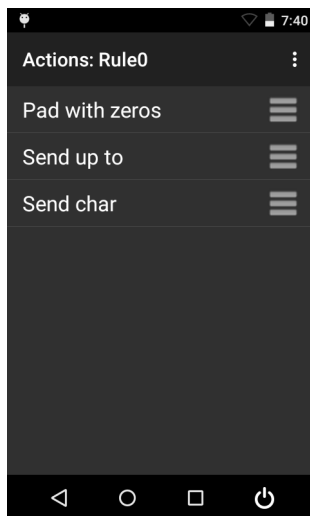 7:40
Actions: Rule0
Pad with zeros
Send up to
Send char